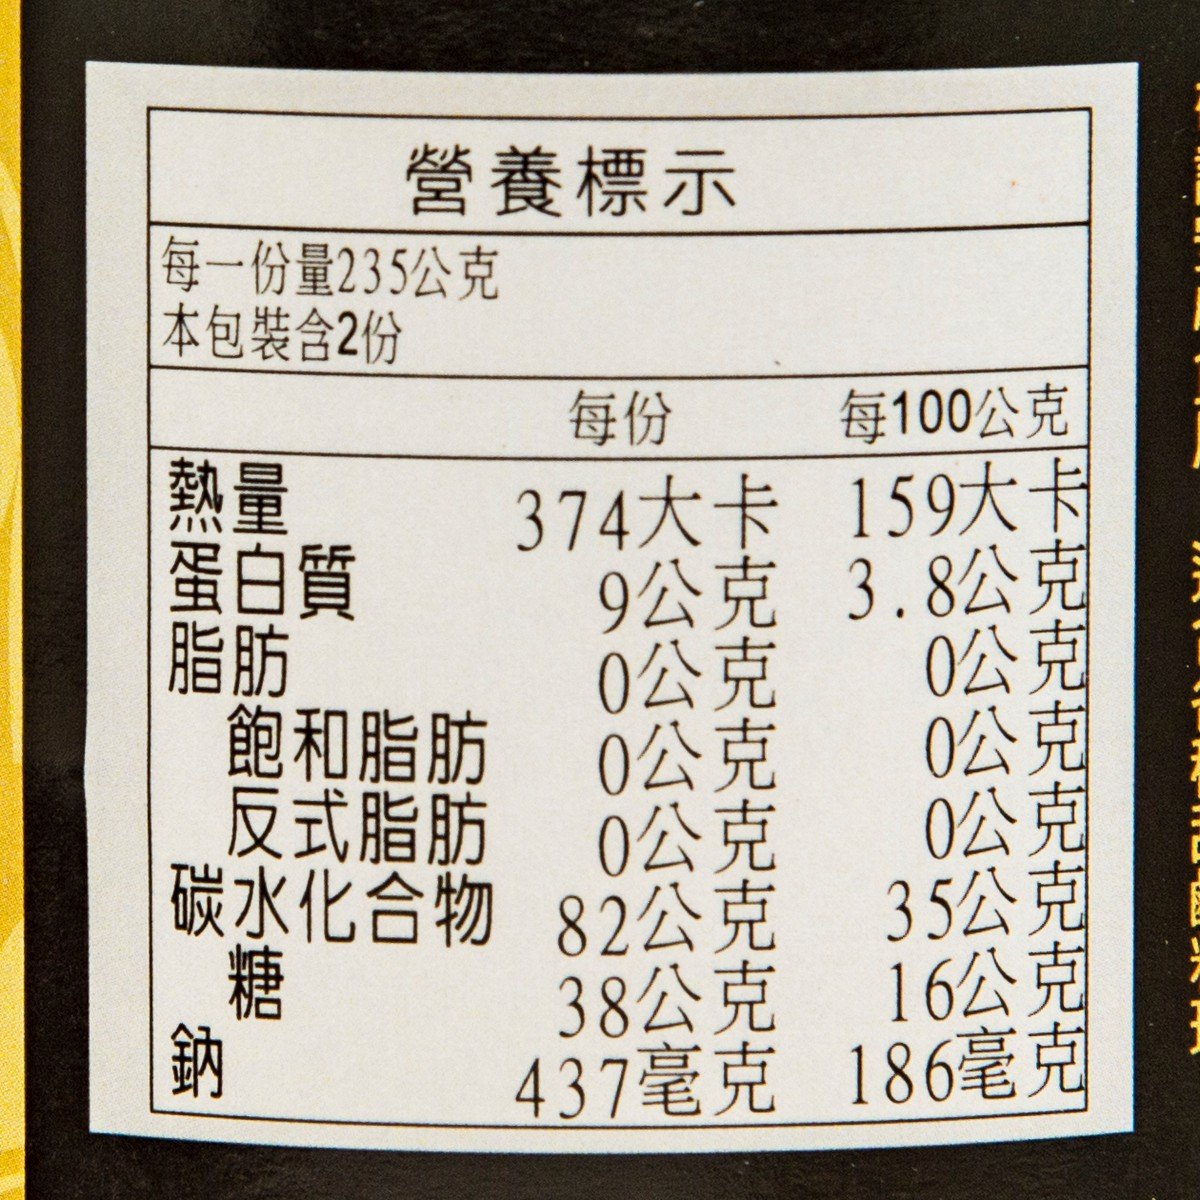 營養標示
每一份量235公克
本包裝含2份
每份 每100公克
熱量 374大卡 159大卡
蛋白質 9公克 3.8公克
脂肪 0公克 0公克
飽和脂肪 0公克 0公克
反式脂肪 0公克 0公克
碳水化合物 82公克 35公克
糖 38公克 16公克
鈉 437毫克 186毫克